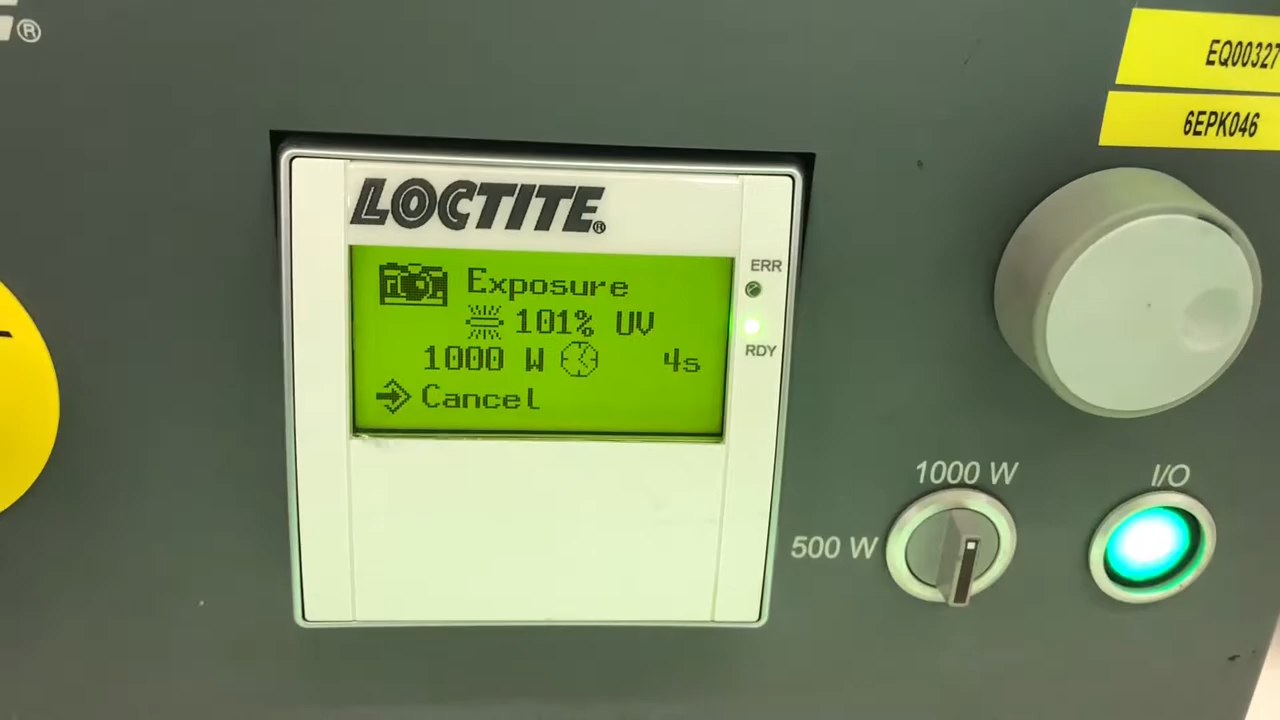 ®
EQ00327
6EPK046
LOCTITE®
Exposure
101% UV
1000 W 4s
Cancel
ERR
RDY
1000 W
500 W
I/O